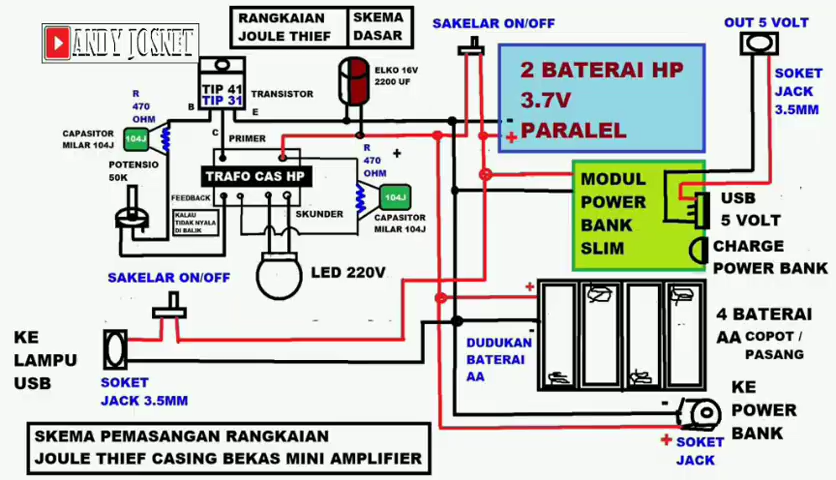 ANDY JOSNET
RANGKAIAN
JOULE THIEF
SKEMA
DASAR
SAKELAR ON/OFF
OUT 5 VOLT
ELKO 16V
2200 UF
2 BATERAI HP
3.7V
PARALEL
-
+
SOKET
JACK
3.5MM
TIP 41
TIP 31
TRANSISTOR
R
470
OHM
B
E
C
CAPASITOR
MILAR 104J
104J
PRIMER
POTENSIO
50K
TRAFO CAS HP
R
470
OHM
+
104J
CAPASITOR
MILAR 104J
FEEDBACK
SKUNDER
KALAU
TIDAK NYALA
DI BALIK
LED 220V
MODUL
POWER
BANK
SLIM
USB
5 VOLT
CHARGE
POWER BANK
SAKELAR ON/OFF
+
-
4 BATERAI
AA COPOT /
PASANG
DUDUKAN
BATERAI
AA
KE
LAMPU
USB
SOKET
JACK 3.5MM
KE
POWER
BANK
-
+ SOKET
JACK
SKEMA PEMASANGAN RANGKAIAN
JOULE THIEF CASING BEKAS MINI AMPLIFIER